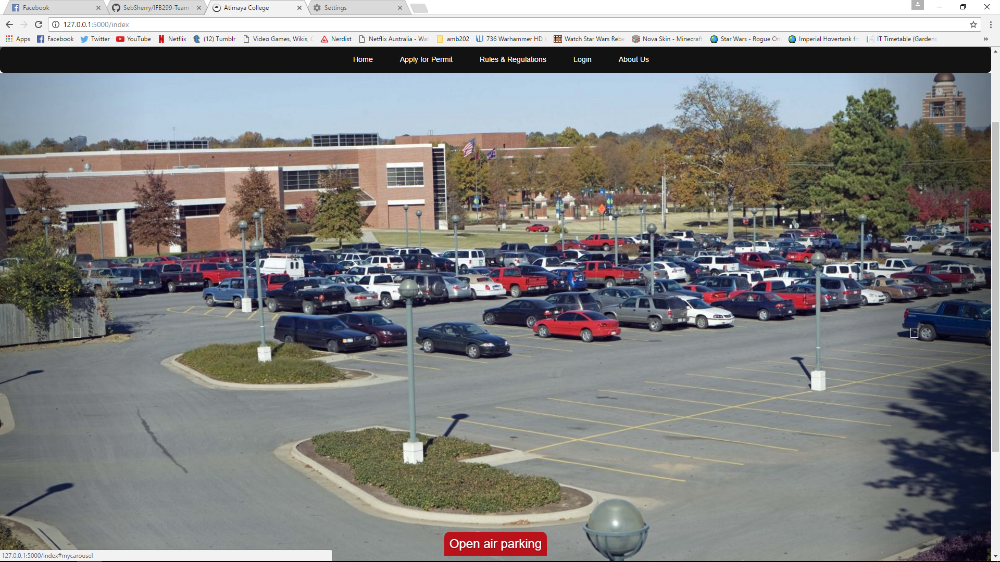 Facebook
SebSherry/IFB299-Team-
Atimaya College
Settings
127.0.0.1:5000/index
Apps
Facebook
Twitter
YouTube
Netflix
(12) Tumblr
Video Games, Wikis,
Nerdist
Netflix Australia - Wat
amb202
736 Warhammer HD
Watch Star Wars Rebe
Nova Skin - Minecraft
Star Wars - Rogue On
Imperial Hovertank fr
IT Timetable (Gardens
»
Home
Apply for Permit
Rules & Regulations
Login
About Us
Open air parking
127.0.0.1:5000/index#mycarousel